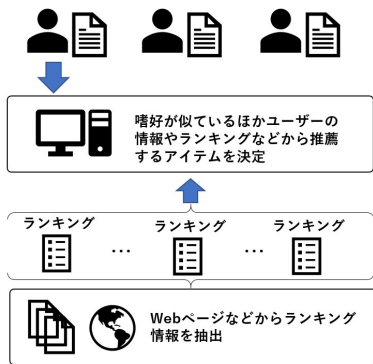 嗜好が似ているほかユーザーの
情報やランキングなどから推薦
するアイテムを決定
ランキング ランキング ランキング
… …
Webページなどからランキング
情報を抽出